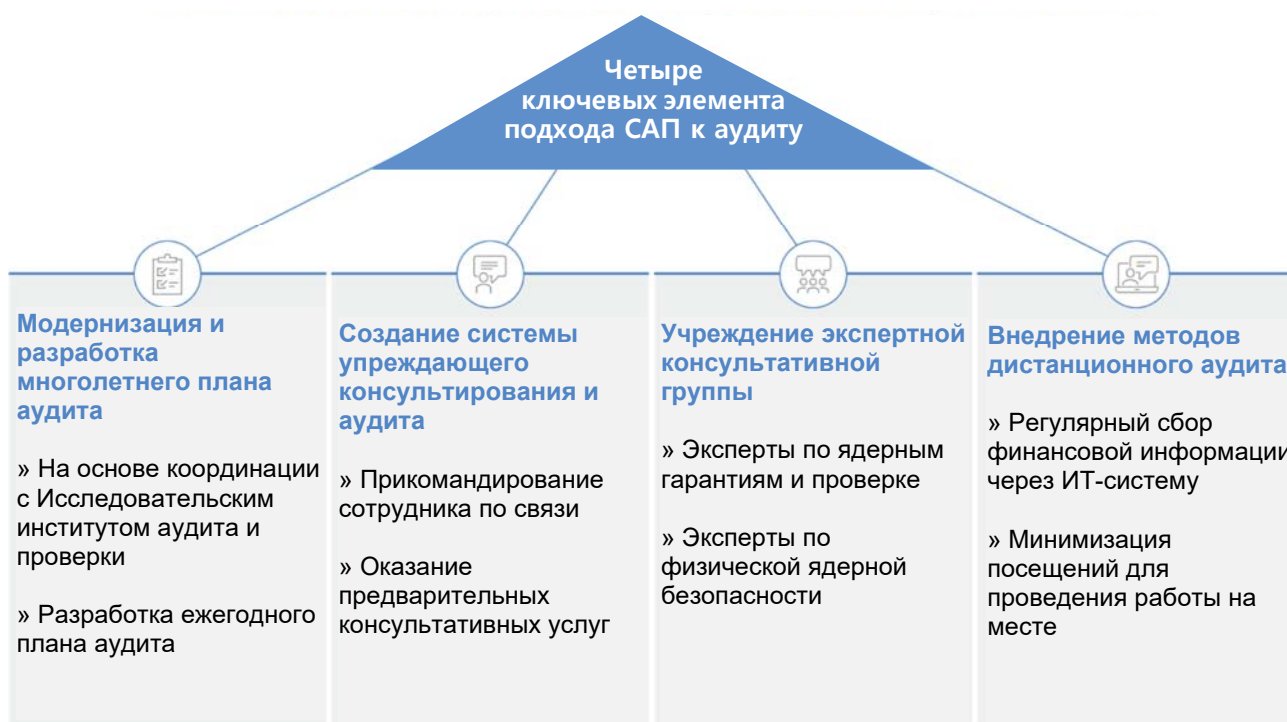 Четыре
ключевых элемента
подхода САП к аудиту
Модернизация и
разработка
многолетнего плана
аудита
» На основе координации
с Исследовательским
институтом аудита и
проверки
» Разработка ежегодного
плана аудита
Создание системы
упреждающего
консультирования и
аудита
» Прикомандирование
сотрудника по связи
» Оказание
предварительных
консультативных услуг
Учреждение экспертной
консультативной
группы
» Эксперты по ядерным
гарантиям и проверке
» Эксперты по
физической ядерной
безопасности
Внедрение методов
дистанционного аудита
» Регулярный сбор
финансовой информации
через ИТ-систему
» Минимизация
посещений для
проведения работы на
месте